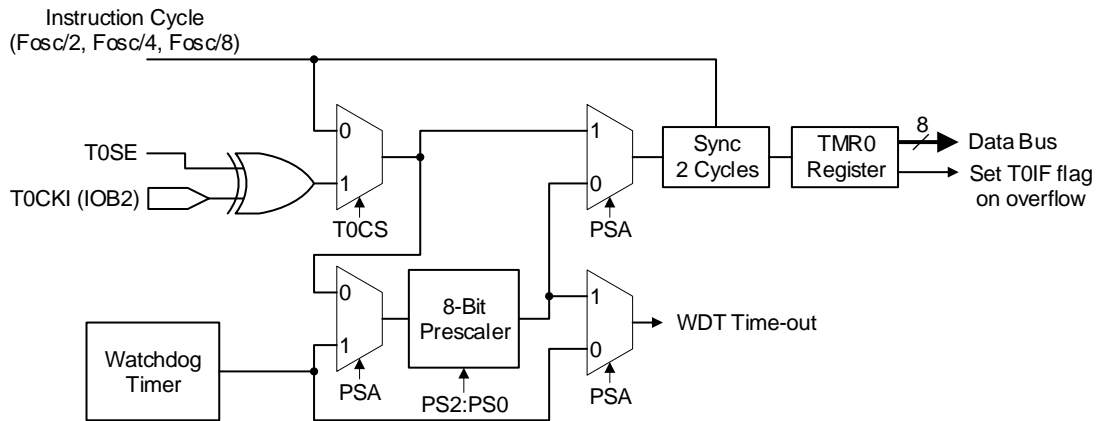 Instruction Cycle
(Fosc/2, Fosc/4, Fosc/8)
T0SE
T0CKI (IOB2)
0
1
T0CS
1
0
PSA
Sync
2 Cycles
TMR0
Register
8
Data Bus
Set T0IF flag
on overflow
Watchdog
Timer
0
1
PSA
8-Bit
Prescaler
PS2:PS0
1
0
PSA
WDT Time-out